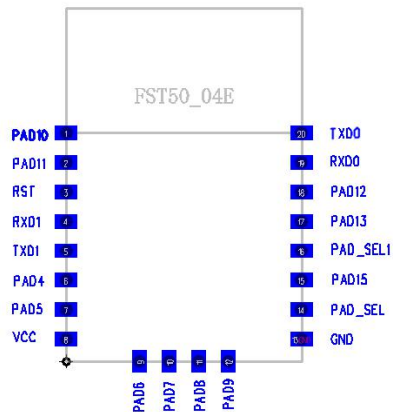 FST50_04E
PAD10 1 20 TXD0
PAD11 2 19 RXD0
RST 3 18 PAD12
RXD1 4 17 PAD13
TXD1 5 16 PAD_SEL1
PAD4 6 15 PAD15
PAD5 7 14 PAD_SEL
VCC 8 13 GND
9 10 11 12
PAD6 PAD7 PAD8 PAD9